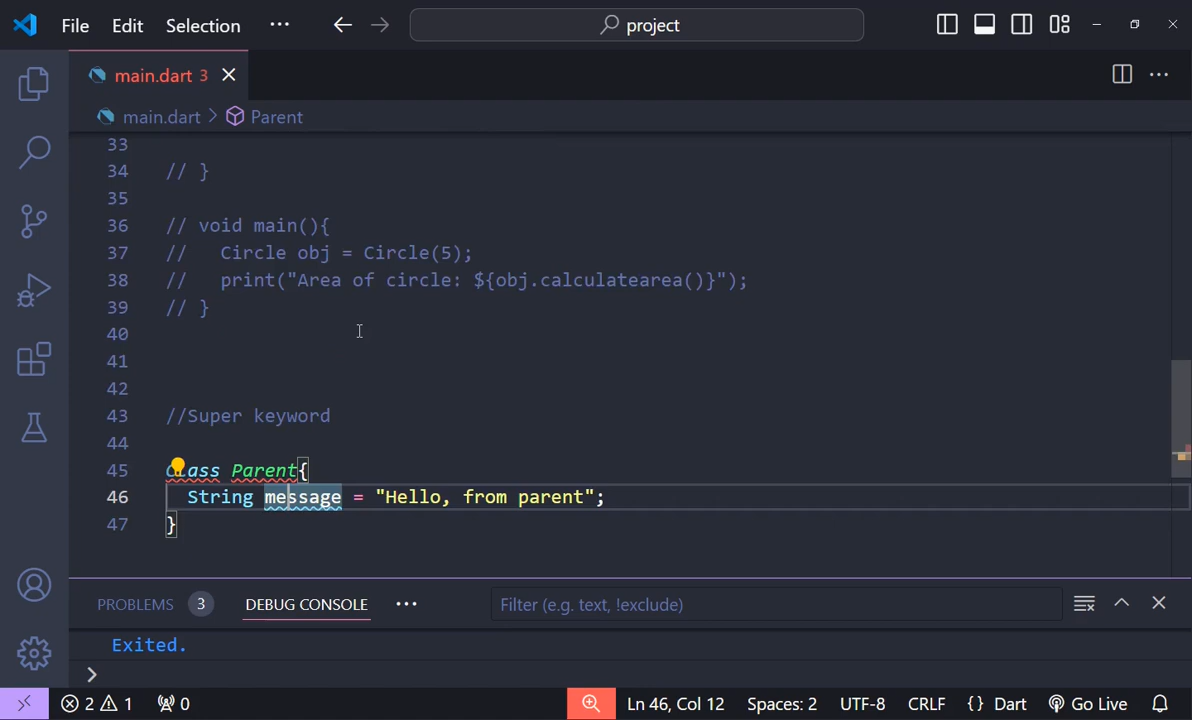 File Edit Selection ··· project
main.dart 3
main.dart > Parent
33
34 // }
35
36 // void main(){
37 //   Circle obj = Circle(5);
38 //   print("Area of circle: ${obj.calculatearea()}");
39 // }
40
41
42
43 //Super keyword
44
45 class Parent{
46   String message = "Hello, from parent";
47 }
PROBLEMS 3 DEBUG CONSOLE ··· Filter (e.g. text, !exclude)
Exited.
>
2 1 0 Ln 46, Col 12 Spaces: 2 UTF-8 CRLF {} Dart Go Live